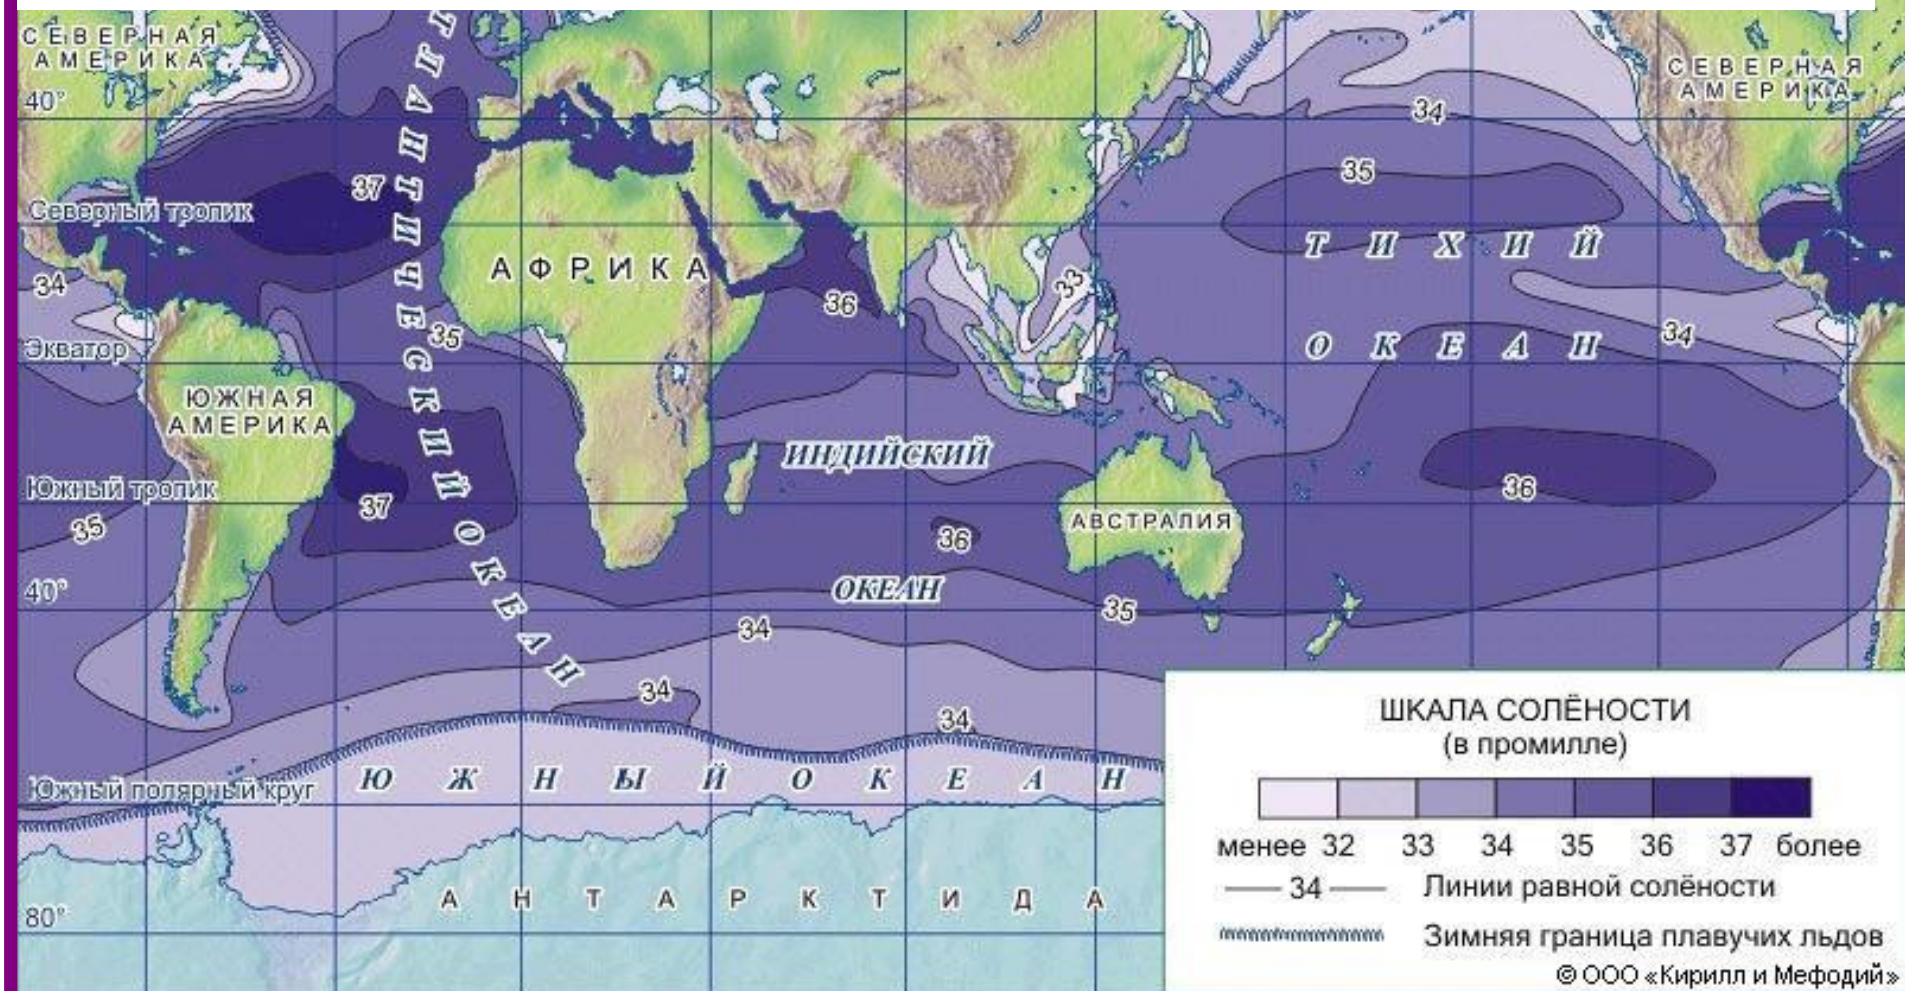 СЕВЕРНАЯ
АМЕРИКА
СЕВЕРНАЯ
АМЕРИКА
40°
34
35
37
АТЛАНТИЧЕСКИЙ ОКЕАН
Северный тропик
ТИХИЙ
АФРИКА
33
34
36
35
34
Экватор
ОКЕАН
ЮЖНАЯ
АМЕРИКА
ИНДИЙСКИЙ
Южный тропик
36
37
35
АВСТРАЛИЯ
36
40°
ОКЕАН
35
34
34
34
Южный полярный круг
ЮЖНЫЙ ОКЕАН
АНТАРКТИДА
80°
ШКАЛА СОЛЁНОСТИ
(в промилле)
менее 32 33 34 35 36 37 более
34 Линии равной солёности
Зимняя граница плавучих льдов
© ООО «Кирилл и Мефодий»